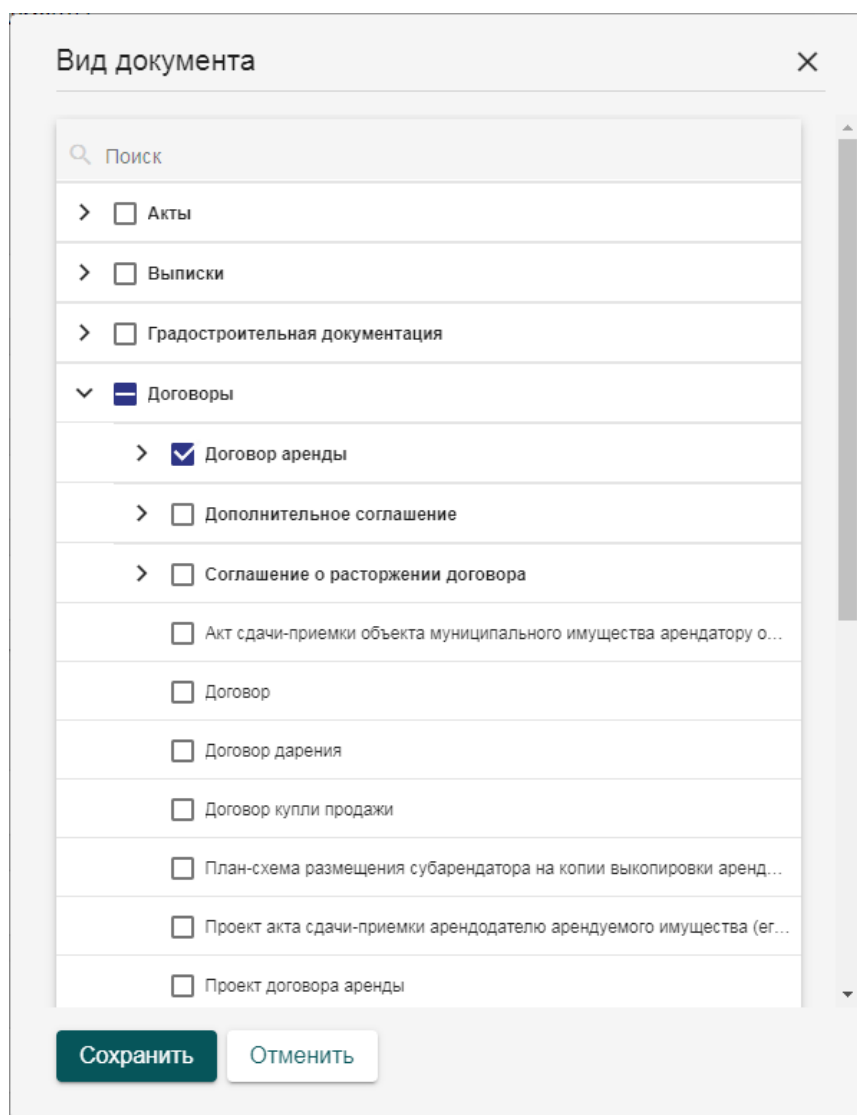 Вид документа
Поиск
Акты
Выписки
Градостроительная документация
Договоры
Договор аренды
Дополнительное соглашение
Соглашение о расторжении договора
Акт сдачи-приемки объекта муниципального имущества арендатору о...
Договор
Договор дарения
Договор купли продажи
План-схема размещения субарендатора на копии выкопировки аренд...
Проект акта сдачи-приемки арендодателю арендуемого имущества (ег...
Проект договора аренды
Сохранить
Отменить